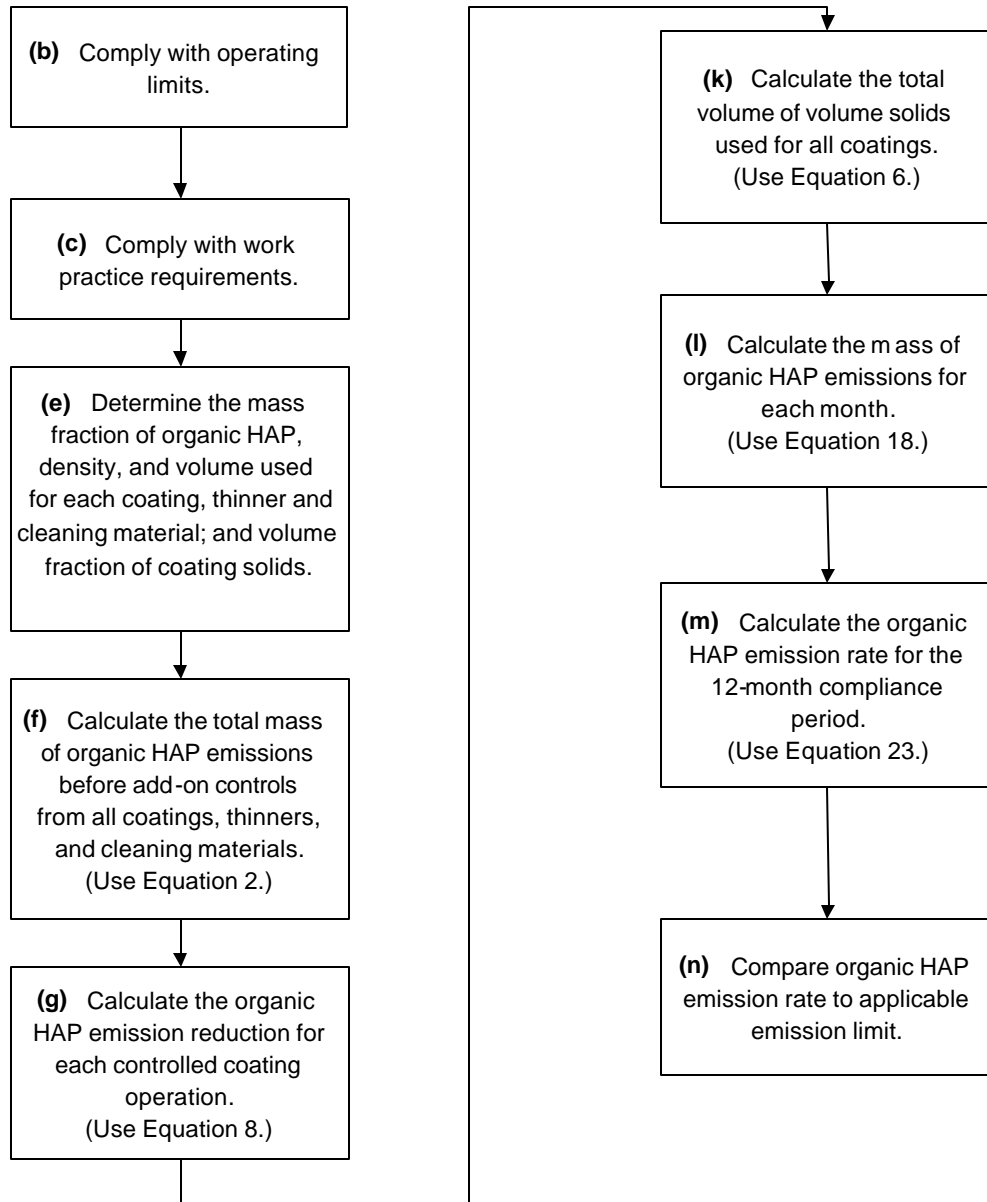 (b) Comply with operating
limits.
(c) Comply with work
practice requirements.
(e) Determine the mass
fraction of organic HAP,
density, and volume used
for each coating, thinner and
cleaning material; and volume
fraction of coating solids.
(f) Calculate the total mass
of organic HAP emissions
before add-on controls
from all coatings, thinners,
and cleaning materials.
(Use Equation 2.)
(g) Calculate the organic
HAP emission reduction for
each controlled coating
operation.
(Use Equation 8.)
(k) Calculate the total
volume of volume solids
used for all coatings.
(Use Equation 6.)
(l) Calculate the m ass of
organic HAP emissions for
each month.
(Use Equation 18.)
(m) Calculate the organic
HAP emission rate for the
12-month compliance
period.
(Use Equation 23.)
(n) Compare organic HAP
emission rate to applicable
emission limit.